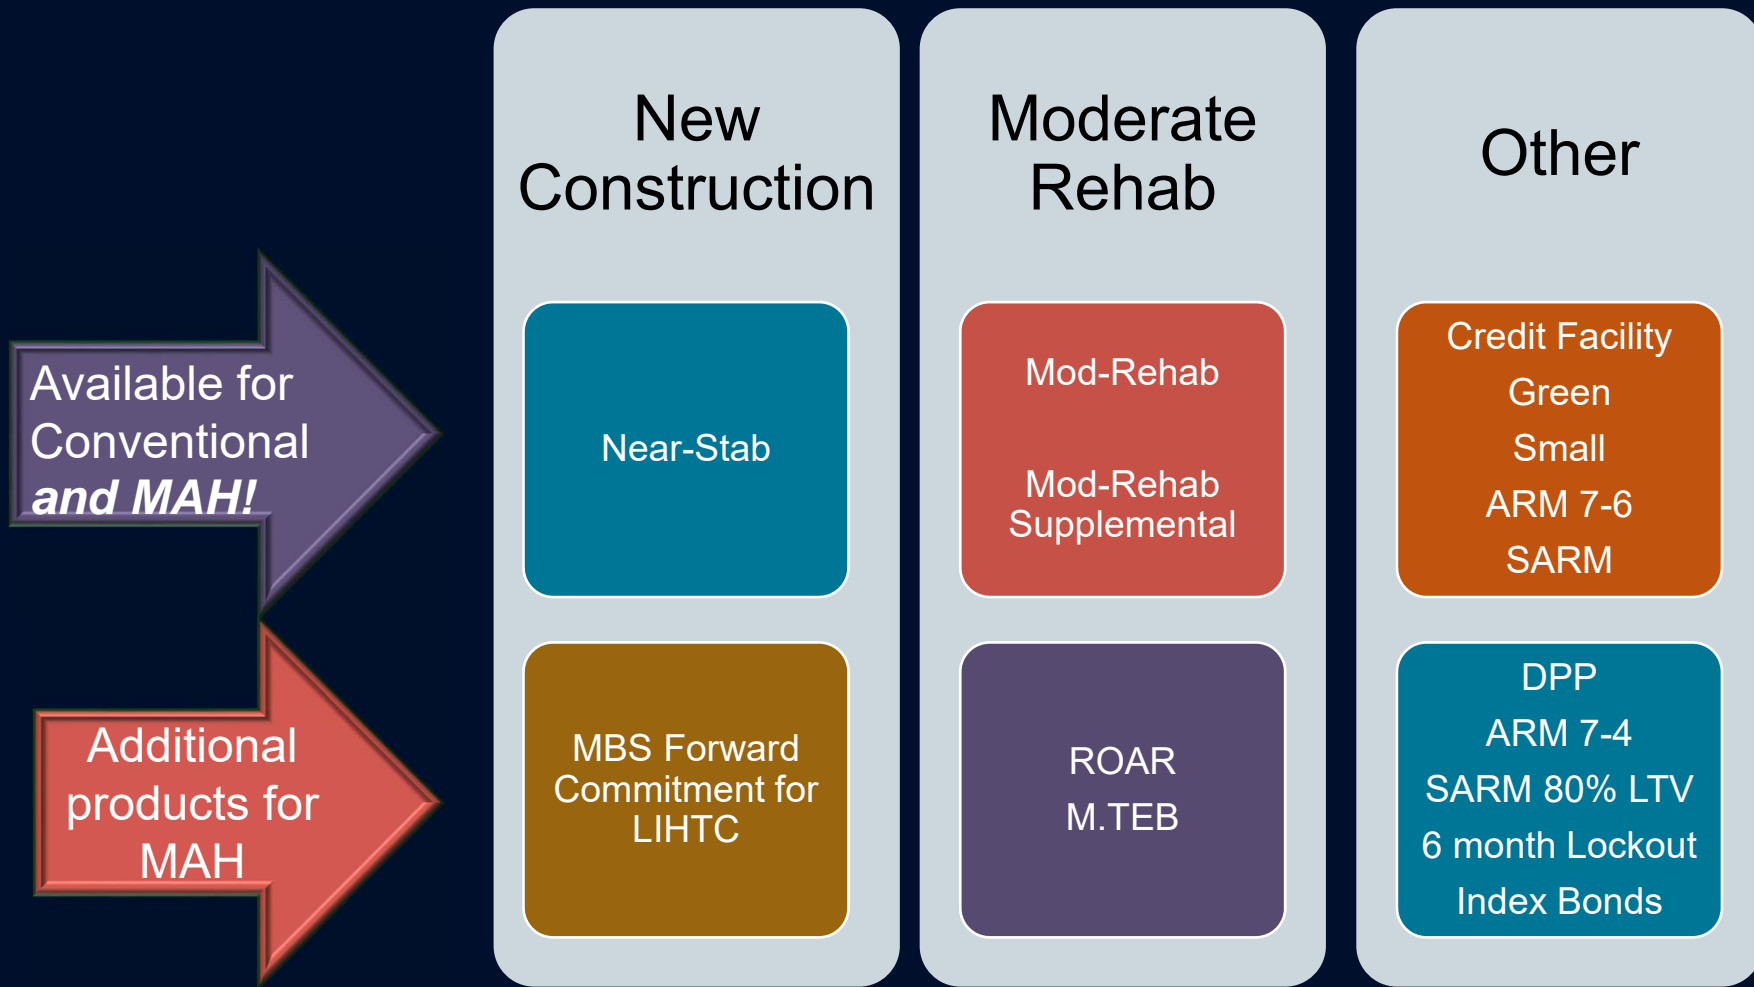 New
Construction
Moderate
Rehab
Other
Available for
Conventional
and MAH!
Near-Stab
Mod-Rehab
Mod-Rehab
Supplemental
Credit Facility
Green
Small
ARM 7-6
SARM
Additional
products for
MAH
MBS Forward
Commitment for
LIHTC
ROAR
M.TEB
DPP
ARM 7-4
SARM 80% LTV
6 month Lockout
Index Bonds